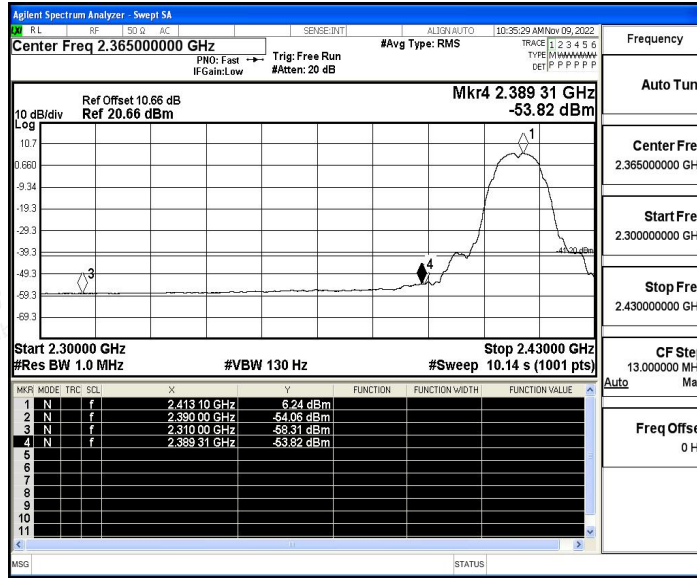 Agilent Spectrum Analyzer - Swept SA
LXI RL RF 50 Ω AC SENSE:INT ALIGN AUTO 10:35:29 AM Nov 09, 2022
Center Freq 2.365000000 GHz
PNO: Fast
IFGain:Low
Trig: Free Run
#Atten: 20 dB
#Avg Type: RMS
TRACE 1 2 3 4 5 6
TYPE M W W W W W
DET P P P P P P
Ref Offset 10.66 dB
10 dB/div Ref 20.66 dBm
Log
Mkr4 2.389 31 GHz
-53.82 dBm
10.7
0.660
-9.34
-19.3
-29.3
-39.3
-49.3
-59.3
-69.3
1
3
4
-41.20 dBm
Start 2.30000 GHz Stop 2.43000 GHz
#Res BW 1.0 MHz #VBW 130 Hz #Sweep 10.14 s (1001 pts)
MKR MODE TRC SCL X Y FUNCTION FUNCTION WIDTH FUNCTION VALUE
1 N f 2.413 10 GHz 6.24 dBm
2 N f 2.390 00 GHz -54.06 dBm
3 N f 2.310 00 GHz -58.31 dBm
4 N f 2.389 31 GHz -53.82 dBm
5
6
7
8
9
10
11
MSG STATUS
Frequency
Auto Tun
Center Fre
2.365000000 GH
Start Fre
2.300000000 GH
Stop Fre
2.430000000 GH
CF Ste
13.000000 MH
Auto Ma
Freq Offse
0 H